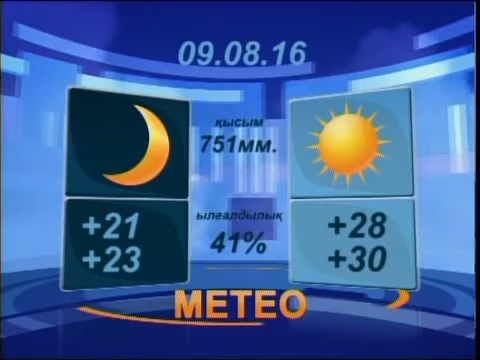 09.08.16
қысым
751мм.
ылғалдылық
41%
+21
+23
+28
+30
МЕТЕО